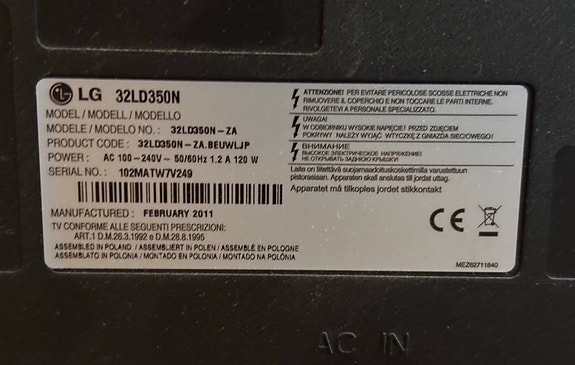 LG 32LD350N
MODEL / MODELL / MODELLO
MODELE / MODELO NO. : 32LD350N-ZA
PRODUCT CODE : 32LD350N-ZA.BEUWLJP
POWER : AC 100-240V~ 50/60Hz 1.2 A 120 W
SERIAL NO. : 102MATW7V249
MANUFACTURED : FEBRUARY 2011
TV CONFORME ALLE SEGUENTI PRESCRIZIONI:
ART.1 D.M.26.3.1992 e D.M.28.8.1995
ASSEMBLED IN POLAND / ASSEMBLIERT IN POLEN / ASSEMBLÉ EN POLOGNE
ASSEMBLATO IN POLONIA / MONTADO EN POLONIA / MONTADO NA POLÓNIA
ATTENZIONE! PER EVITARE PERICOLOSE SCOSSE ELETTRICHE NON
RIMUOVERE IL COPERCHIO E NON TOCCARE LE PARTI INTERNE.
RIVOLGETEVI A PERSONALE SPECIALIZZATO.
UWAGA!
W ODBIORNIKU WYSOKIE NAPIĘCIE! PRZED ZDJĘCIEM
POKRYWY NALEŻY WYJĄĆ WTYCZKĘ Z GNIAZDA SIECIOWEGO!
ВНИМАНИЕ
ВЫСОКОЕ ЭЛЕКТРИЧЕСКОЕ НАПРЯЖЕНИЕ!
НЕ ОТКРЫВАТЬ ЗАДНЮЮ КРЫШКУ!
Laite on liitettävä suojamaadoituskoskettimilla varustettuun
pistorasiaan. Apparaten skall anslutas till jordat uttag.
Apparatet må tilkoples jordat stikkontakt
CE
MEZ62711840
AC IN